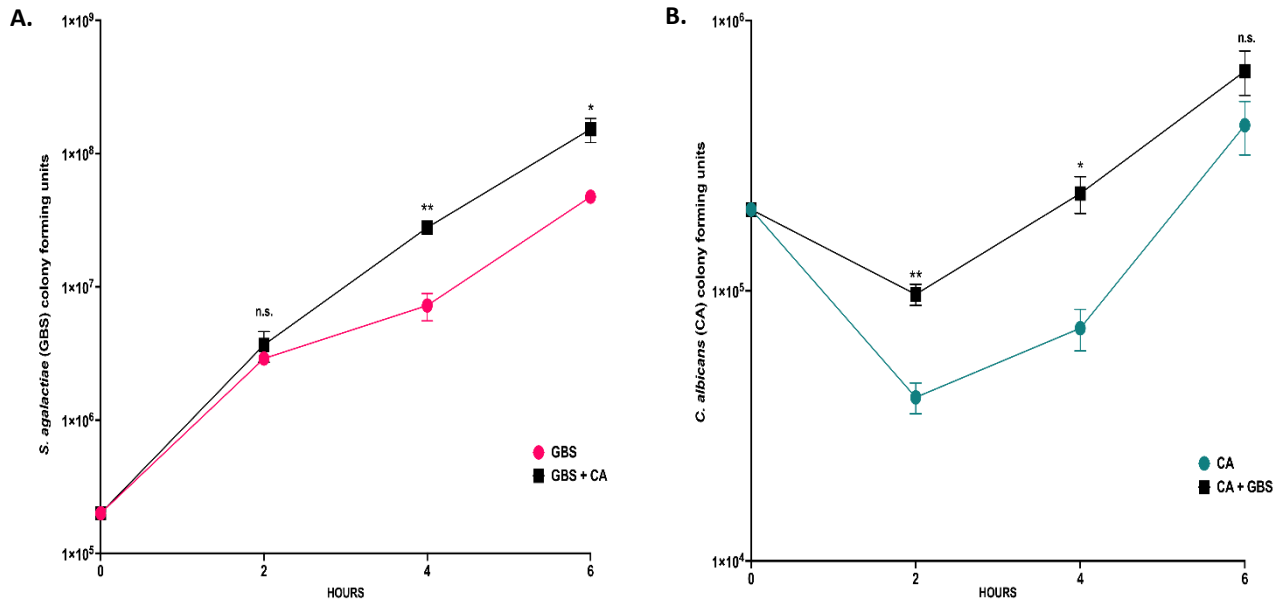 A.
1×10⁹
1×10⁸
1×10⁷
1×10⁶
1×10⁵
S. agalactiae (GBS) colony forming units
n.s.
**
*
GBS
GBS + CA
0
2
4
6
HOURS
B.
1×10⁶
1×10⁵
1×10⁴
C. albicans (CA) colony forming units
**
*
n.s.
CA
CA + GBS
0
2
4
6
HOURS